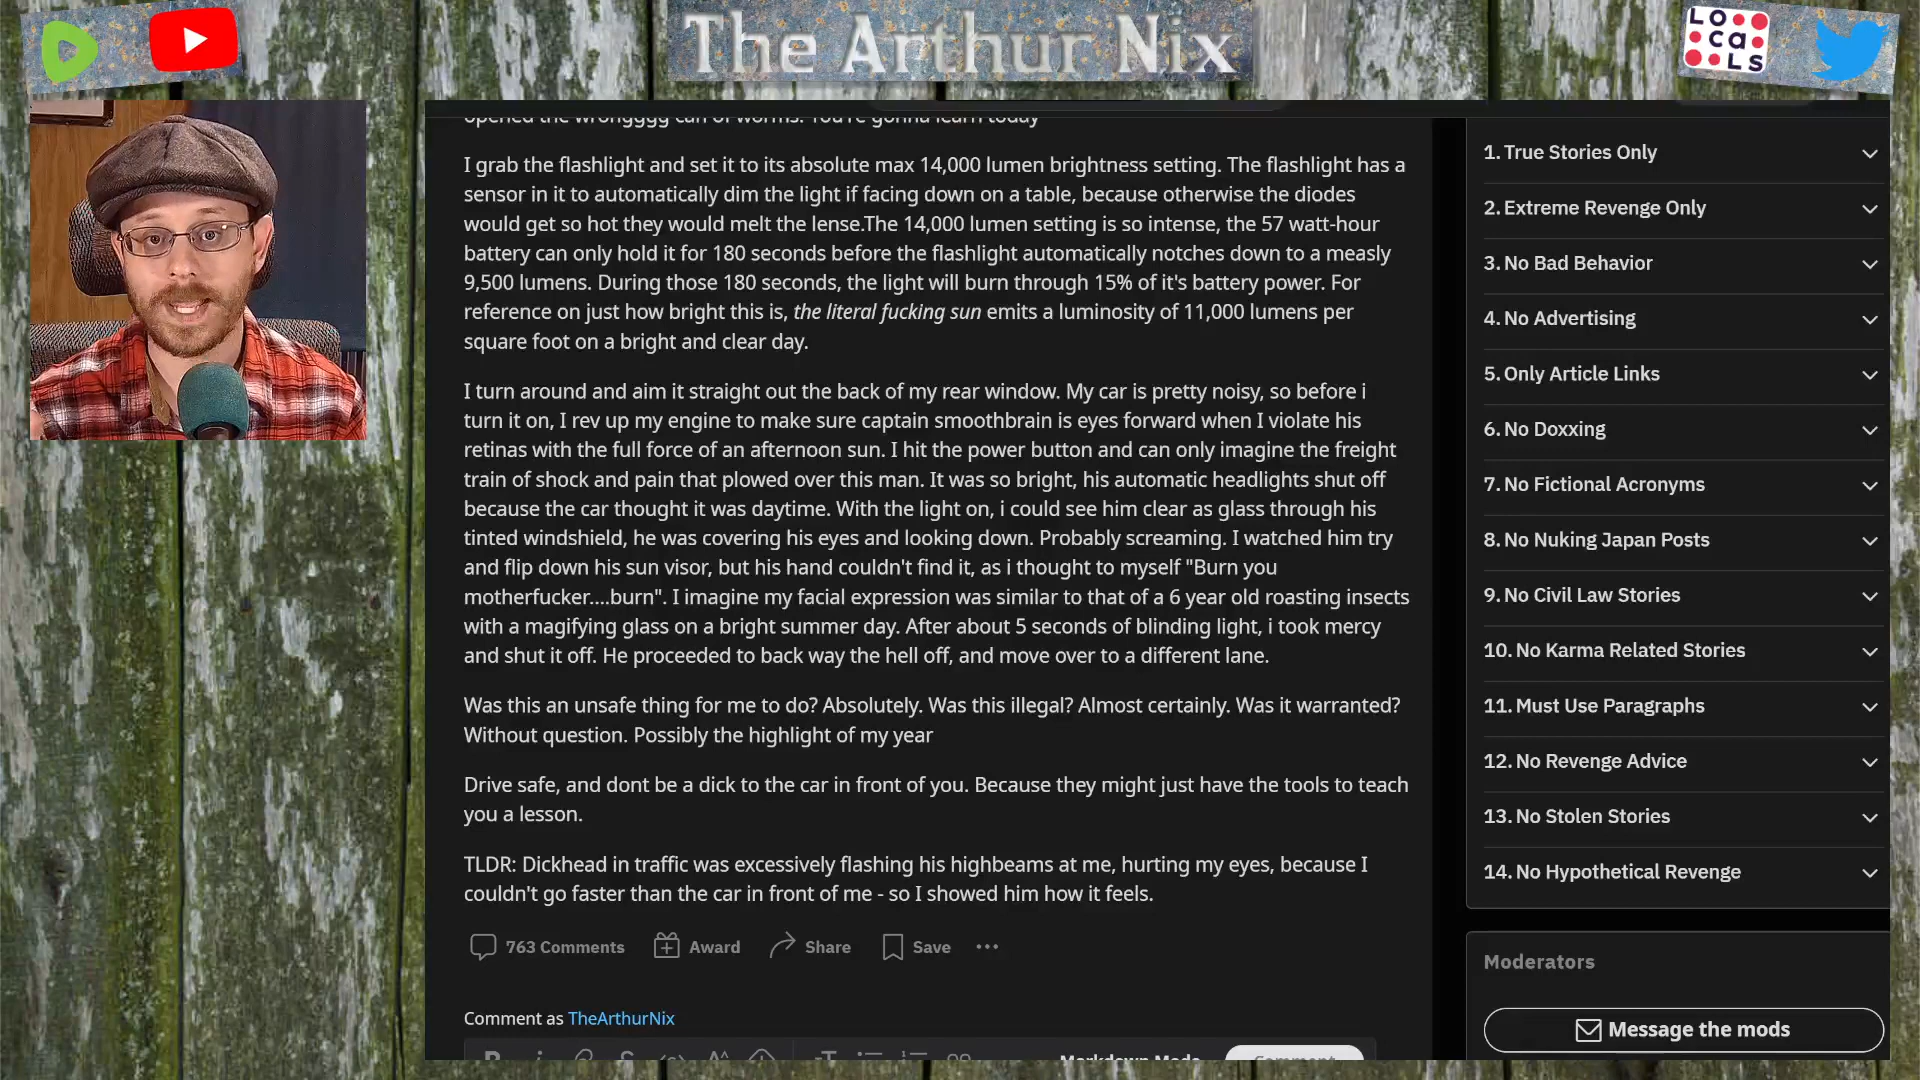 The Arthur Nix
LO
ca
LS
opened the wrongggg can of worms. You're gonna learn today
I grab the flashlight and set it to its absolute max 14,000 lumen brightness setting. The flashlight has a
sensor in it to automatically dim the light if facing down on a table, because otherwise the diodes
would get so hot they would melt the lense.The 14,000 lumen setting is so intense, the 57 watt-hour
battery can only hold it for 180 seconds before the flashlight automatically notches down to a measly
9,500 lumens. During those 180 seconds, the light will burn through 15% of it's battery power. For
reference on just how bright this is, the literal fucking sun emits a luminosity of 11,000 lumens per
square foot on a bright and clear day.
I turn around and aim it straight out the back of my rear window. My car is pretty noisy, so before i
turn it on, I rev up my engine to make sure captain smoothbrain is eyes forward when I violate his
retinas with the full force of an afternoon sun. I hit the power button and can only imagine the freight
train of shock and pain that plowed over this man. It was so bright, his automatic headlights shut off
because the car thought it was daytime. With the light on, i could see him clear as glass through his
tinted windshield, he was covering his eyes and looking down. Probably screaming. I watched him try
and flip down his sun visor, but his hand couldn't find it, as i thought to myself "Burn you
motherfucker....burn". I imagine my facial expression was similar to that of a 6 year old roasting insects
with a magifying glass on a bright summer day. After about 5 seconds of blinding light, i took mercy
and shut it off. He proceeded to back way the hell off, and move over to a different lane.
Was this an unsafe thing for me to do? Absolutely. Was this illegal? Almost certainly. Was it warranted?
Without question. Possibly the highlight of my year
Drive safe, and dont be a dick to the car in front of you. Because they might just have the tools to teach
you a lesson.
TLDR: Dickhead in traffic was excessively flashing his highbeams at me, hurting my eyes, because I
couldn't go faster than the car in front of me - so I showed him how it feels.
763 Comments Award Share Save
Comment as TheArthurNix
Markdown Mode Comment
1. True Stories Only
2. Extreme Revenge Only
3. No Bad Behavior
4. No Advertising
5. Only Article Links
6. No Doxxing
7. No Fictional Acronyms
8. No Nuking Japan Posts
9. No Civil Law Stories
10. No Karma Related Stories
11. Must Use Paragraphs
12. No Revenge Advice
13. No Stolen Stories
14. No Hypothetical Revenge
Moderators
Message the mods